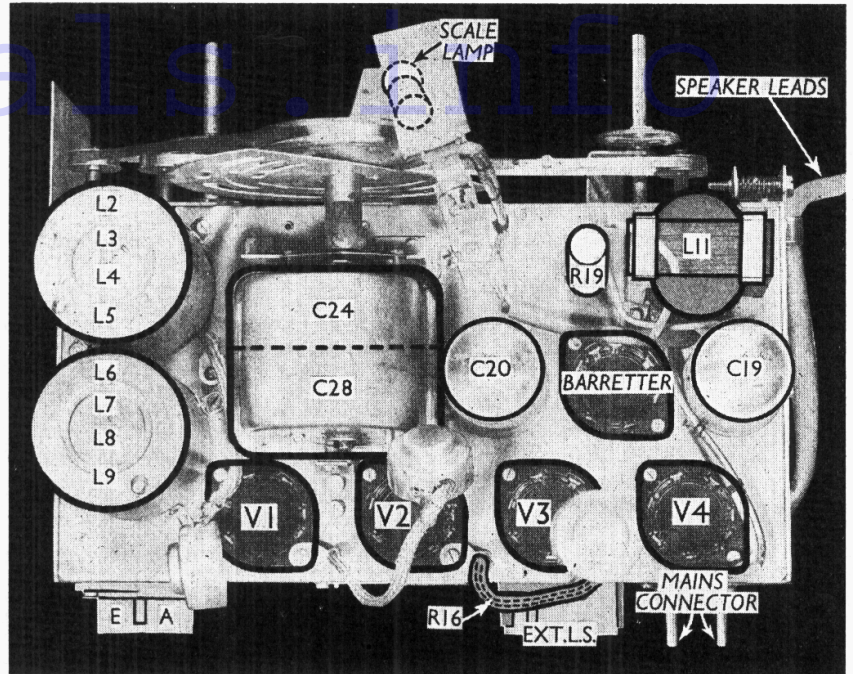 als.info
SCALE
LAMP
SPEAKER LEADS
L2
L3
L4
L5
L11
R19
C24
C28
C20
BARRETTER
C19
L6
L7
L8
L9
V1
V2
V3
V4
E A
R16
EXT.L.S.
MAINS
CONNECTOR